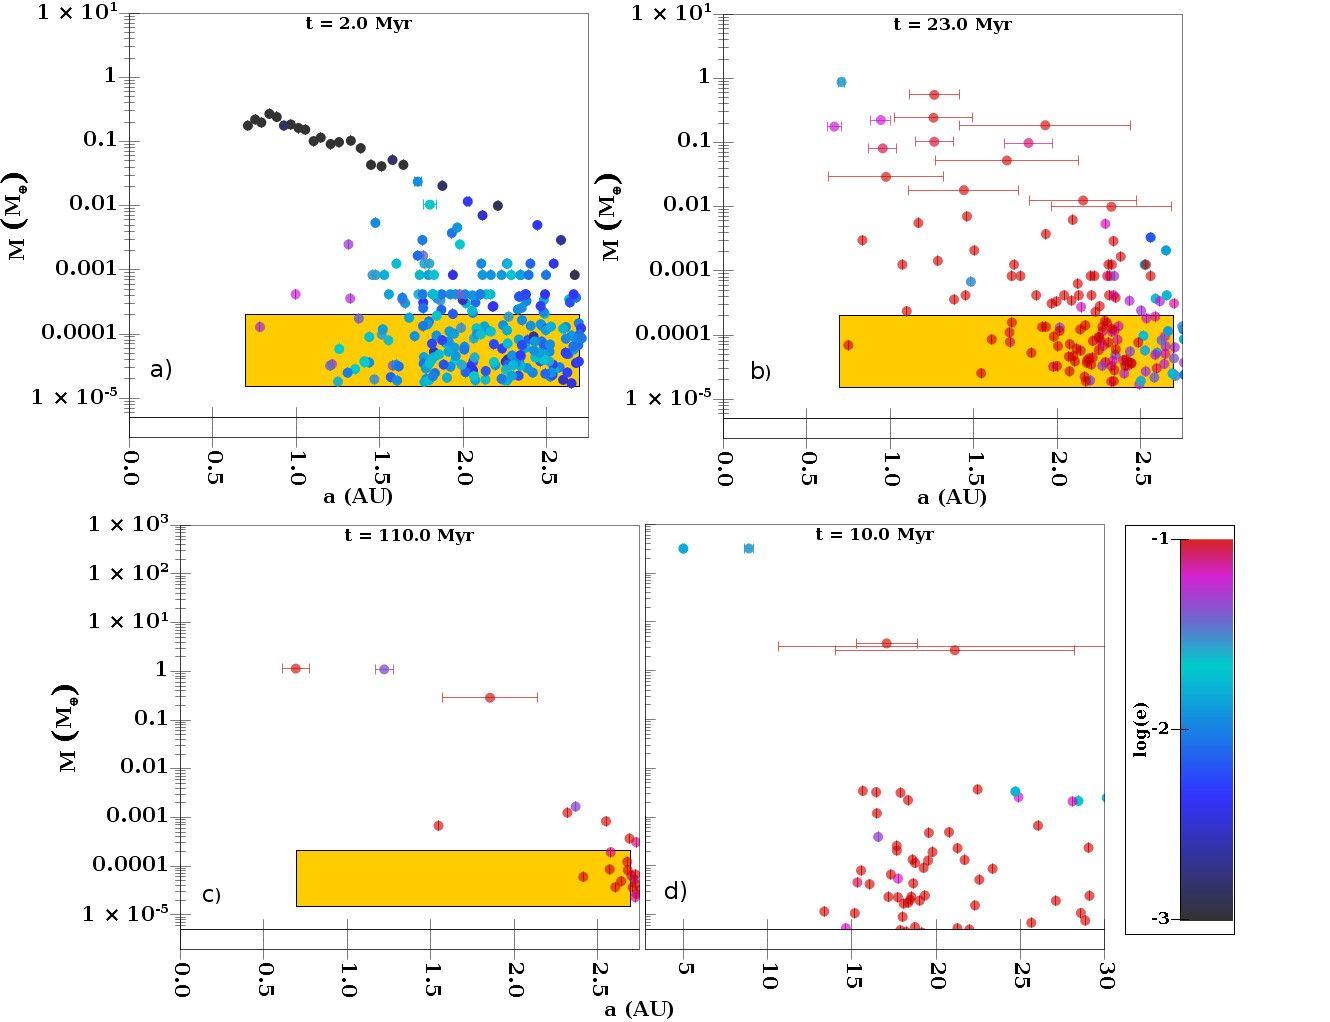 t = 2.0 Myr
1 × 10¹
1
0.1
0.01
0.001
0.0001
1 × 10⁻⁵
M (M⊕)
a)
0.0 0.5 1.0 1.5 2.0 2.5
a (AU)
t = 23.0 Myr
1 × 10¹
1
0.1
0.01
0.001
0.0001
1 × 10⁻⁵
M (M⊕)
b)
0.0 0.5 1.0 1.5 2.0 2.5
a (AU)
t = 110.0 Myr
1 × 10³
1 × 10²
1 × 10¹
1
0.1
0.01
0.001
0.0001
1 × 10⁻⁵
M (M⊕)
c)
0.0 0.5 1.0 1.5 2.0 2.5
t = 10.0 Myr
d)
5 10 15 20 25 30
a (AU)
-1
-2
-3
log(e)